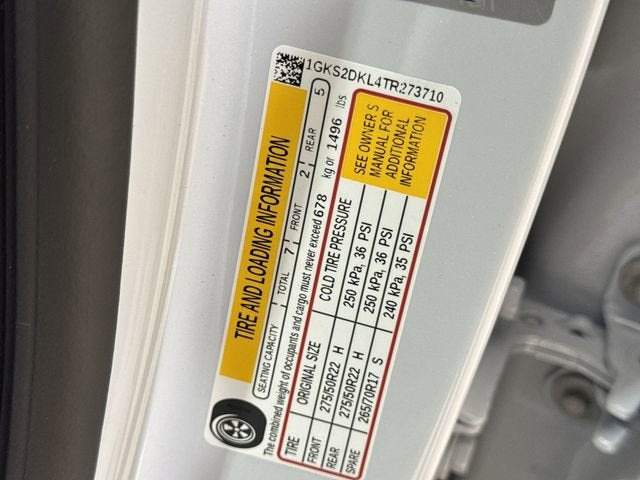 1GKS2DKL4TR273710
TIRE AND LOADING INFORMATION
SEATING CAPACITY TOTAL 7 FRONT 2 REAR 5
The combined weight of occupants and cargo must never exceed 678 kg or 1496 lbs
TIRE ORIGINAL SIZE COLD TIRE PRESSURE
FRONT 275/50R22 H 250 kPa, 36 PSI
REAR 275/50R22 H 250 kPa, 36 PSI
SPARE 265/70R17 S 240 kPa, 35 PSI
SEE OWNER'S
MANUAL FOR
ADDITIONAL
INFORMATION